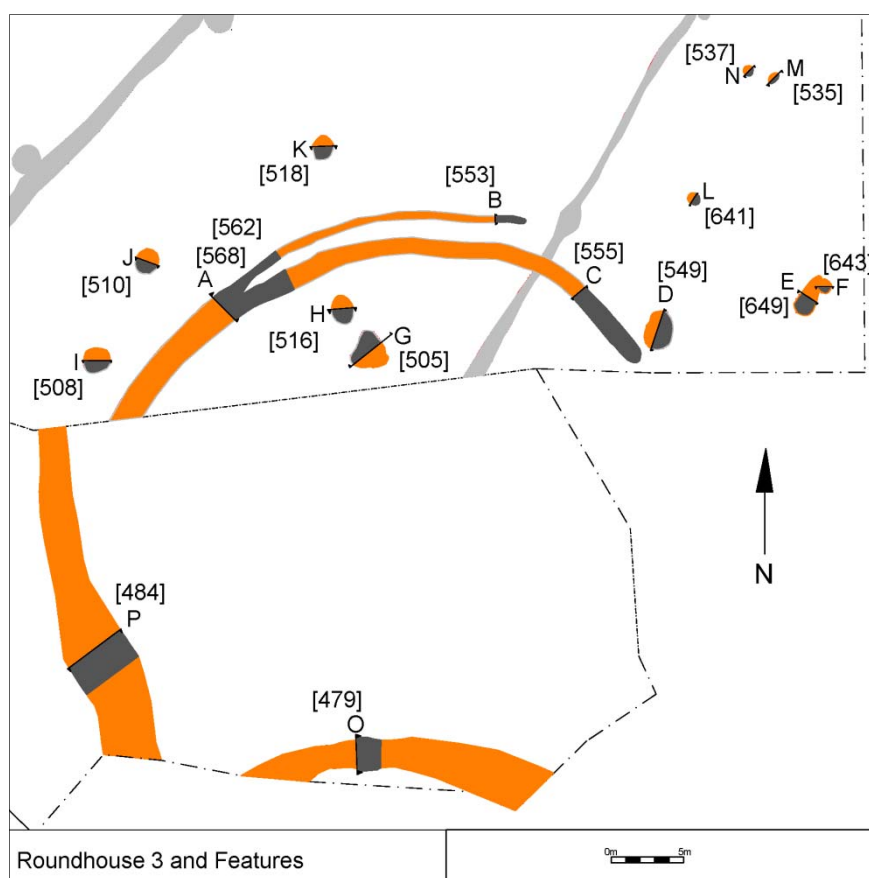 [537]
N
M
[535]
K
[518]
[553]
B
L
[641]
[562]
[568]
A
J
[510]
[555]
C
[549]
D
[643]
E
F
[649]
H
[516]
G
[505]
I
[508]
N
[484]
P
[479]
O
Roundhouse 3 and Features
0m
5m